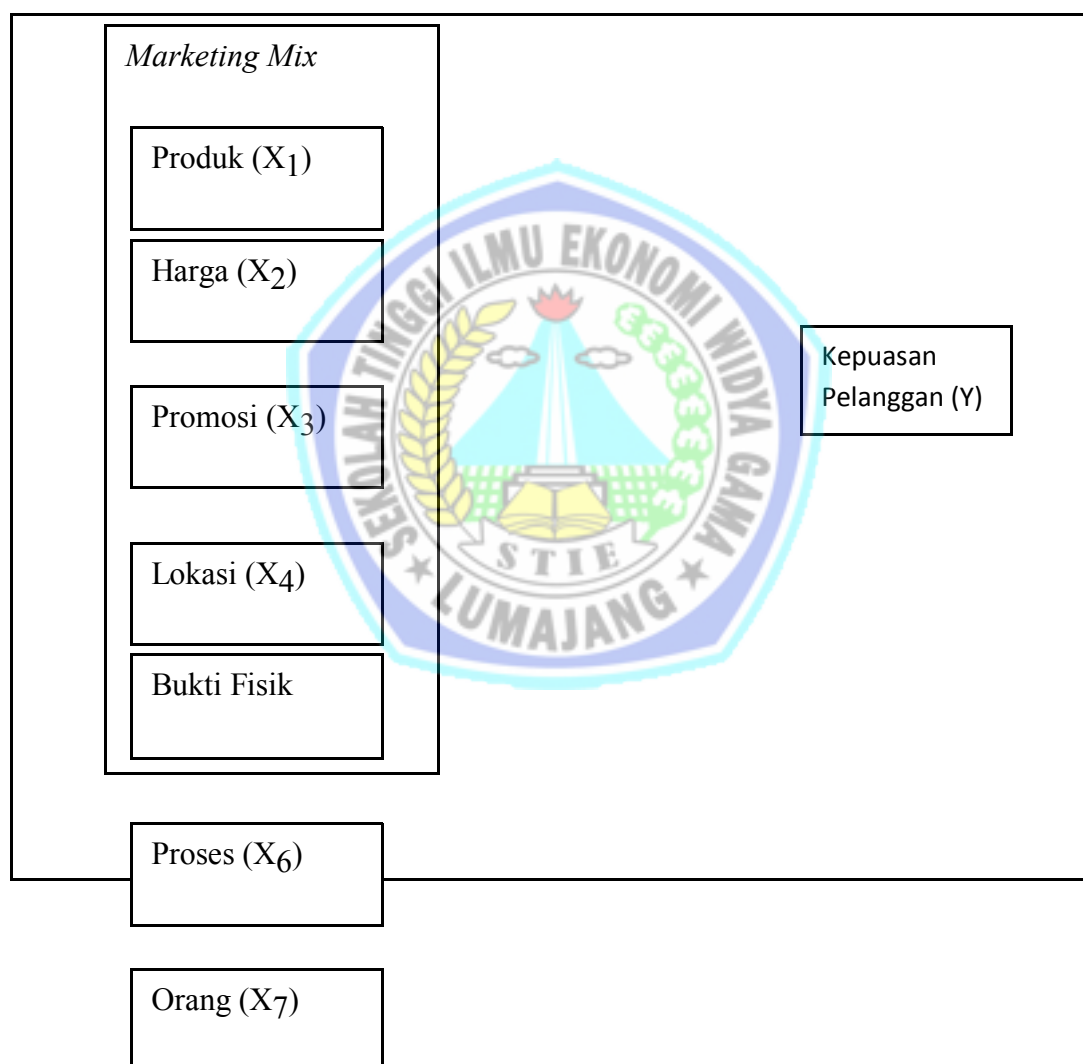 Marketing Mix
Produk (X1)
Harga (X2)
Promosi (X3)
Lokasi (X4)
Bukti Fisik
Proses (X6)
Orang (X7)
Kepuasan
Pelanggan (Y)
SEKOLAH TINGGI ILMU EKONOMI WIDYA GAMA
STIE
LUMAJANG